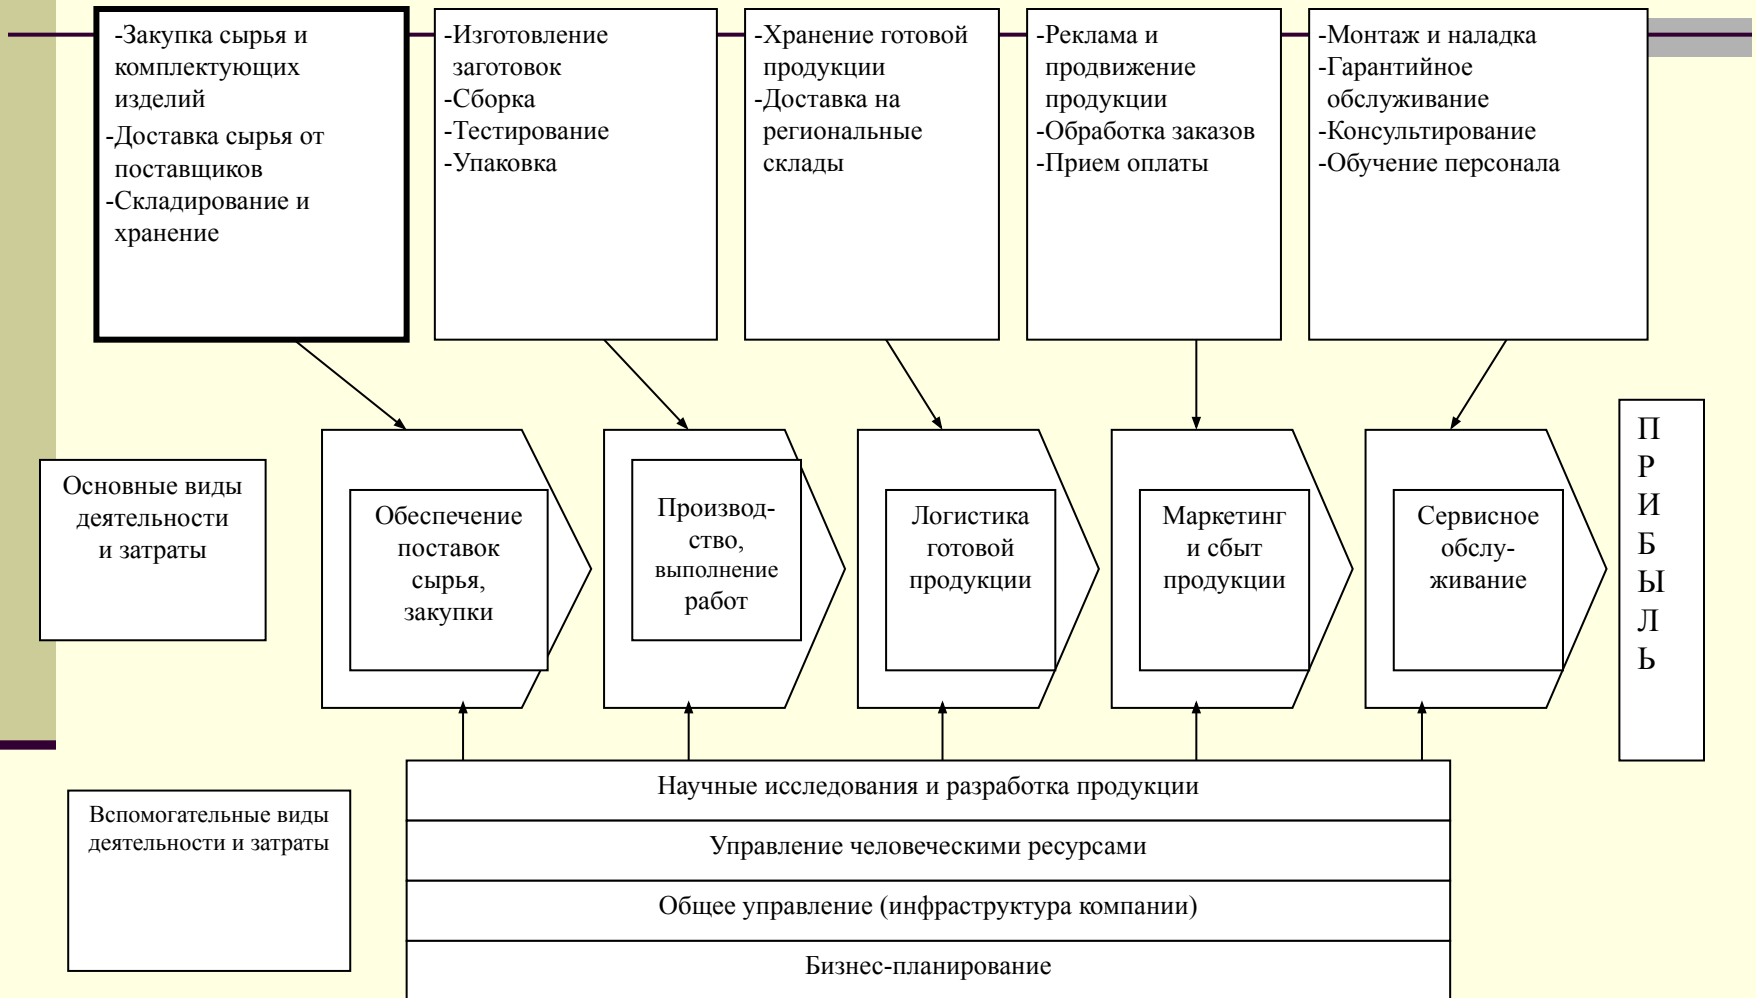 -Закупка сырья и
комплектующих
изделий
-Доставка сырья от
поставщиков
-Складирование и
хранение
-Изготовление
заготовок
-Сборка
-Тестирование
-Упаковка
-Хранение готовой
продукции
-Доставка на
региональные
склады
-Реклама и
продвижение
продукции
-Обработка заказов
-Прием оплаты
-Монтаж и наладка
-Гарантийное
обслуживание
-Консультирование
-Обучение персонала
Основные виды
деятельности
и затраты
Обеспечение
поставок
сырья,
закупки
Производ-
ство,
выполнение
работ
Логистика
готовой
продукции
Маркетинг
и сбыт
продукции
Сервисное
обслу-
живание
П
Р
И
Б
Ы
Л
Ь
Вспомогательные виды
деятельности и затраты
Научные исследования и разработка продукции
Управление человеческими ресурсами
Общее управление (инфраструктура компании)
Бизнес-планирование